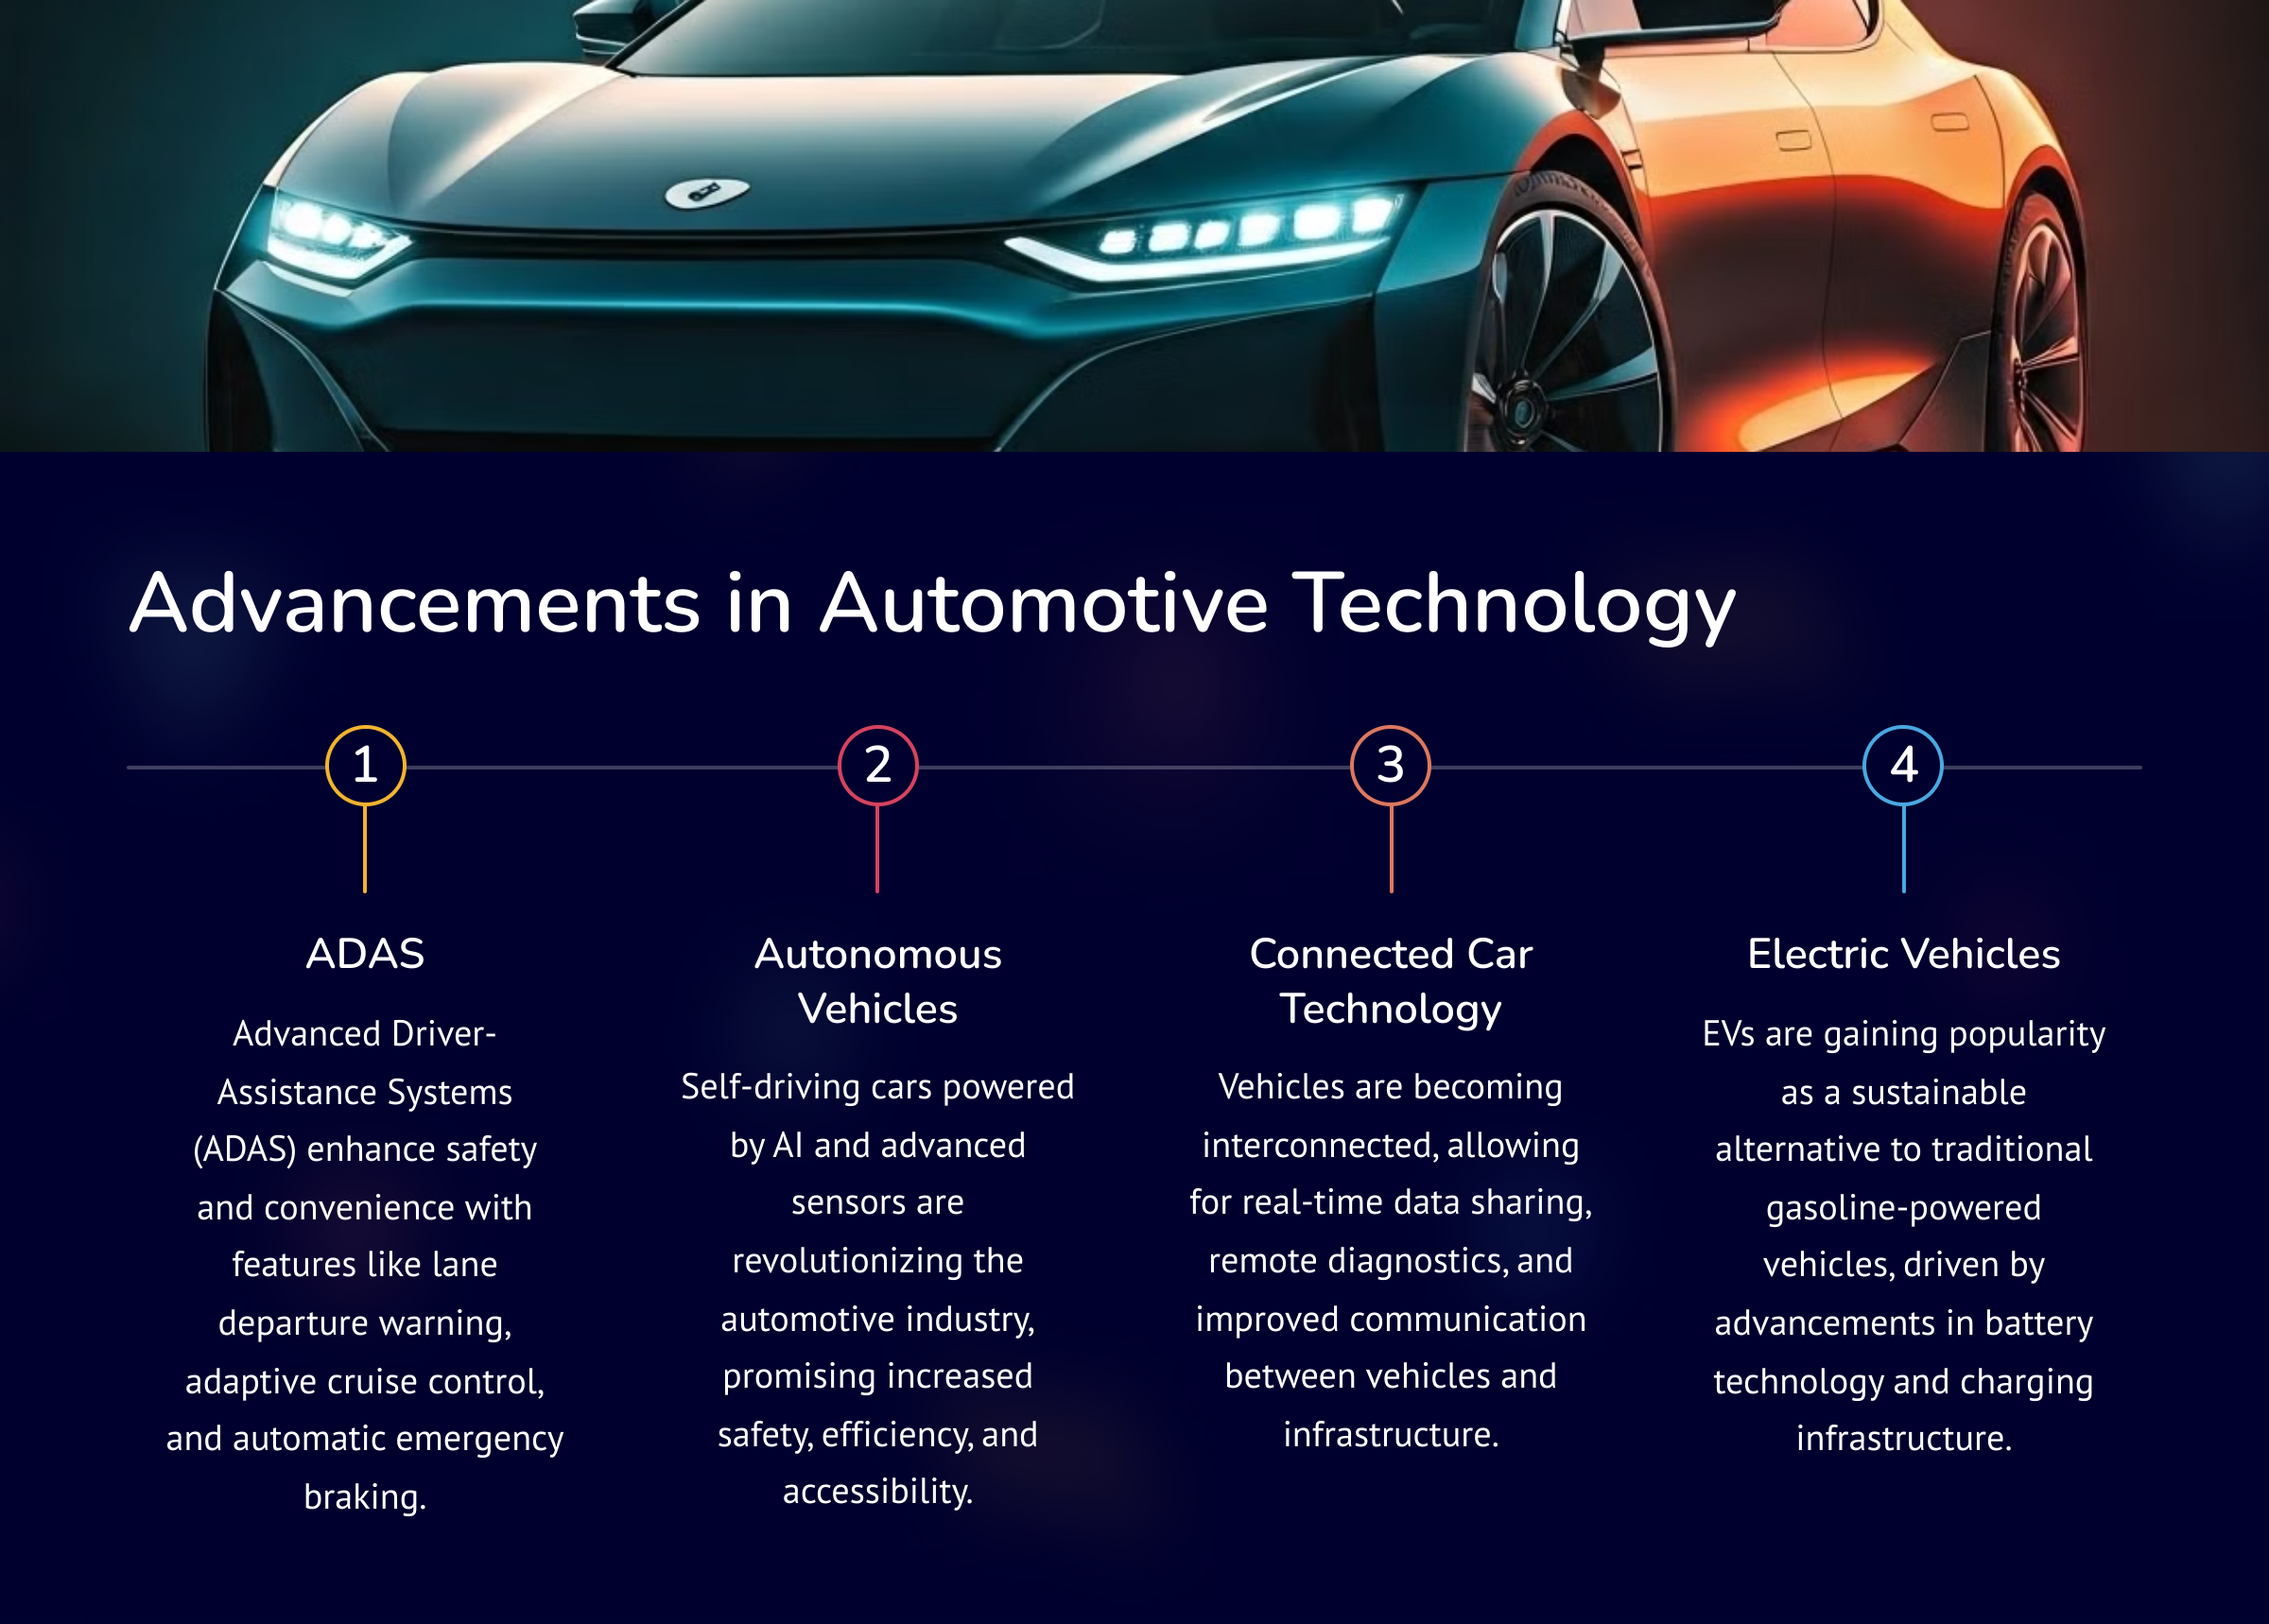 Advancements in Automotive Technology
1
2
3
4
ADAS
Advanced Driver-
Assistance Systems
(ADAS) enhance safety
and convenience with
features like lane
departure warning,
adaptive cruise control,
and automatic emergency
braking.
Autonomous
Vehicles
Self-driving cars powered
by AI and advanced
sensors are
revolutionizing the
automotive industry,
promising increased
safety, efficiency, and
accessibility.
Connected Car
Technology
Vehicles are becoming
interconnected, allowing
for real-time data sharing,
remote diagnostics, and
improved communication
between vehicles and
infrastructure.
Electric Vehicles
EVs are gaining popularity
as a sustainable
alternative to traditional
gasoline-powered
vehicles, driven by
advancements in battery
technology and charging
infrastructure.